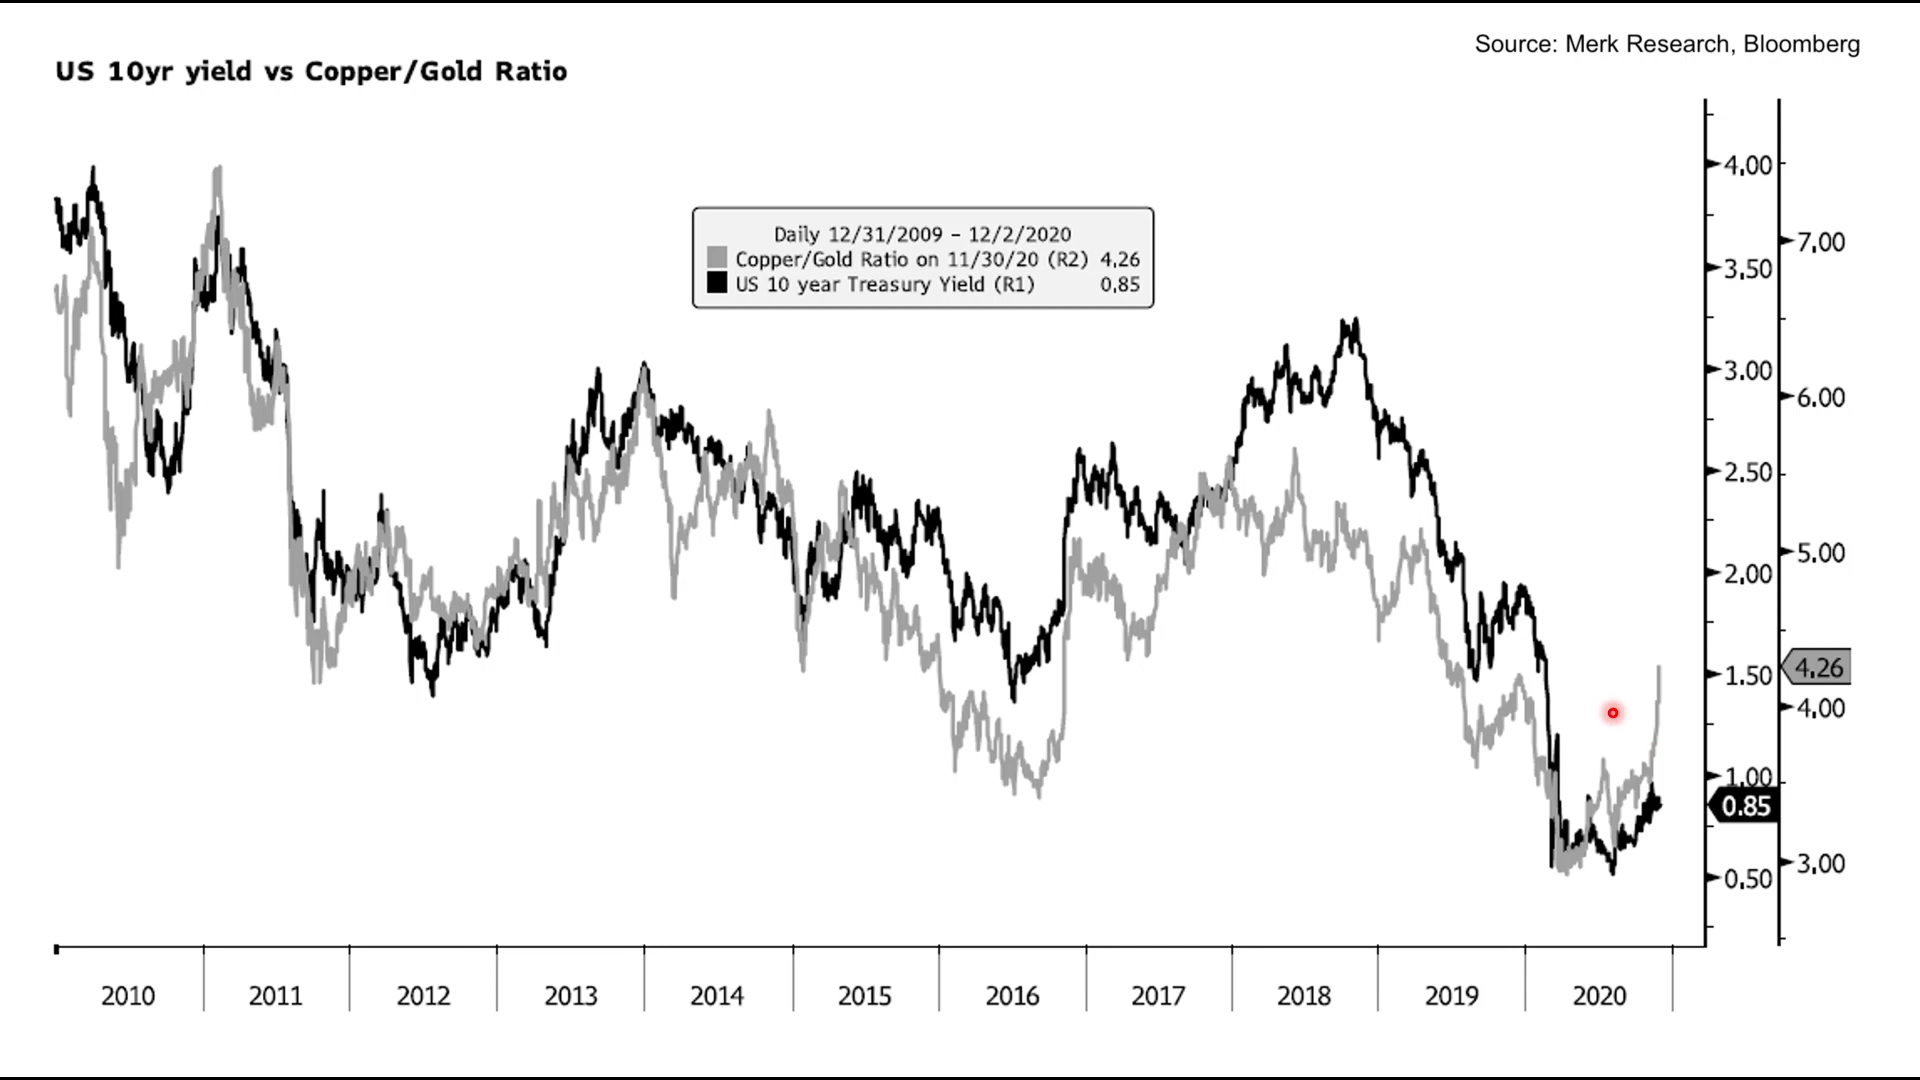 Source: Merk Research, Bloomberg
US 10yr yield vs Copper/Gold Ratio
Daily 12/31/2009 - 12/2/2020
Copper/Gold Ratio on 11/30/20 (R2) 4.26
US 10 year Treasury Yield (R1) 0.85
4.00
3.50
3.00
2.50
2.00
1.50
1.00
0.85
0.50
7.00
6.00
5.00
4.26
4.00
3.00
2010 2011 2012 2013 2014 2015 2016 2017 2018 2019 2020